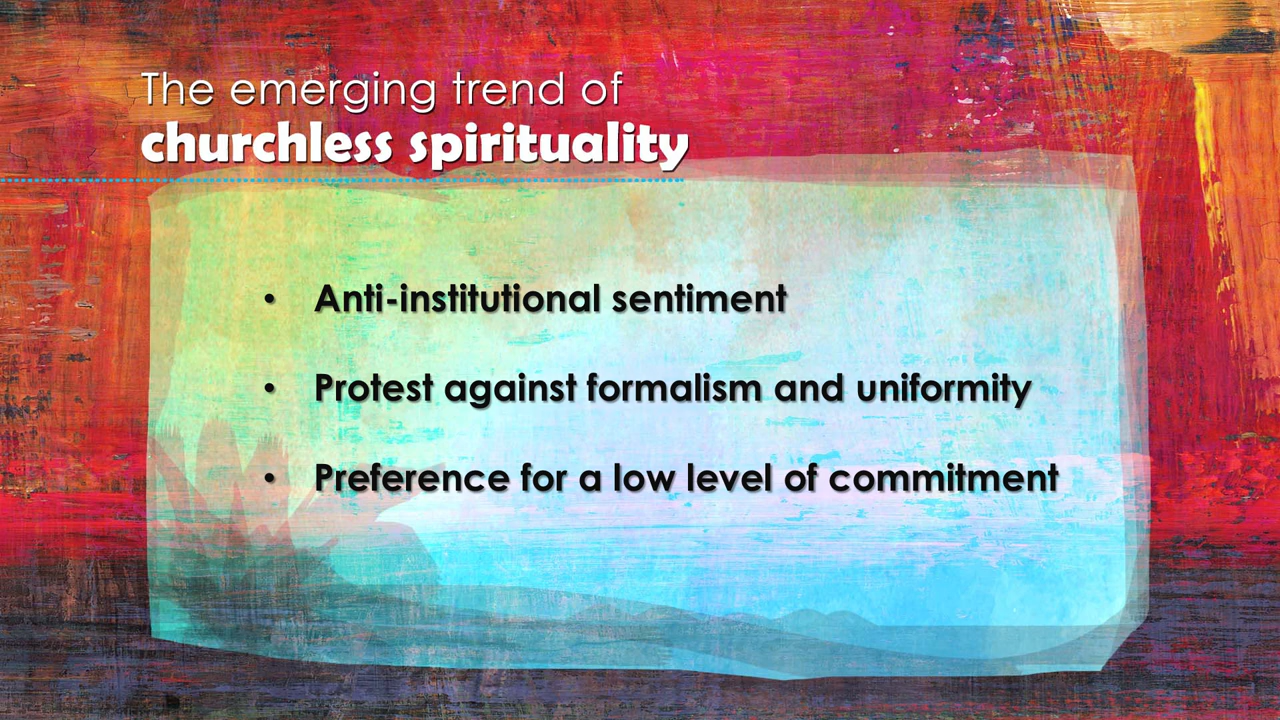 The emerging trend of
churchless spirituality
• Anti-institutional sentiment
• Protest against formalism and uniformity
• Preference for a low level of commitment